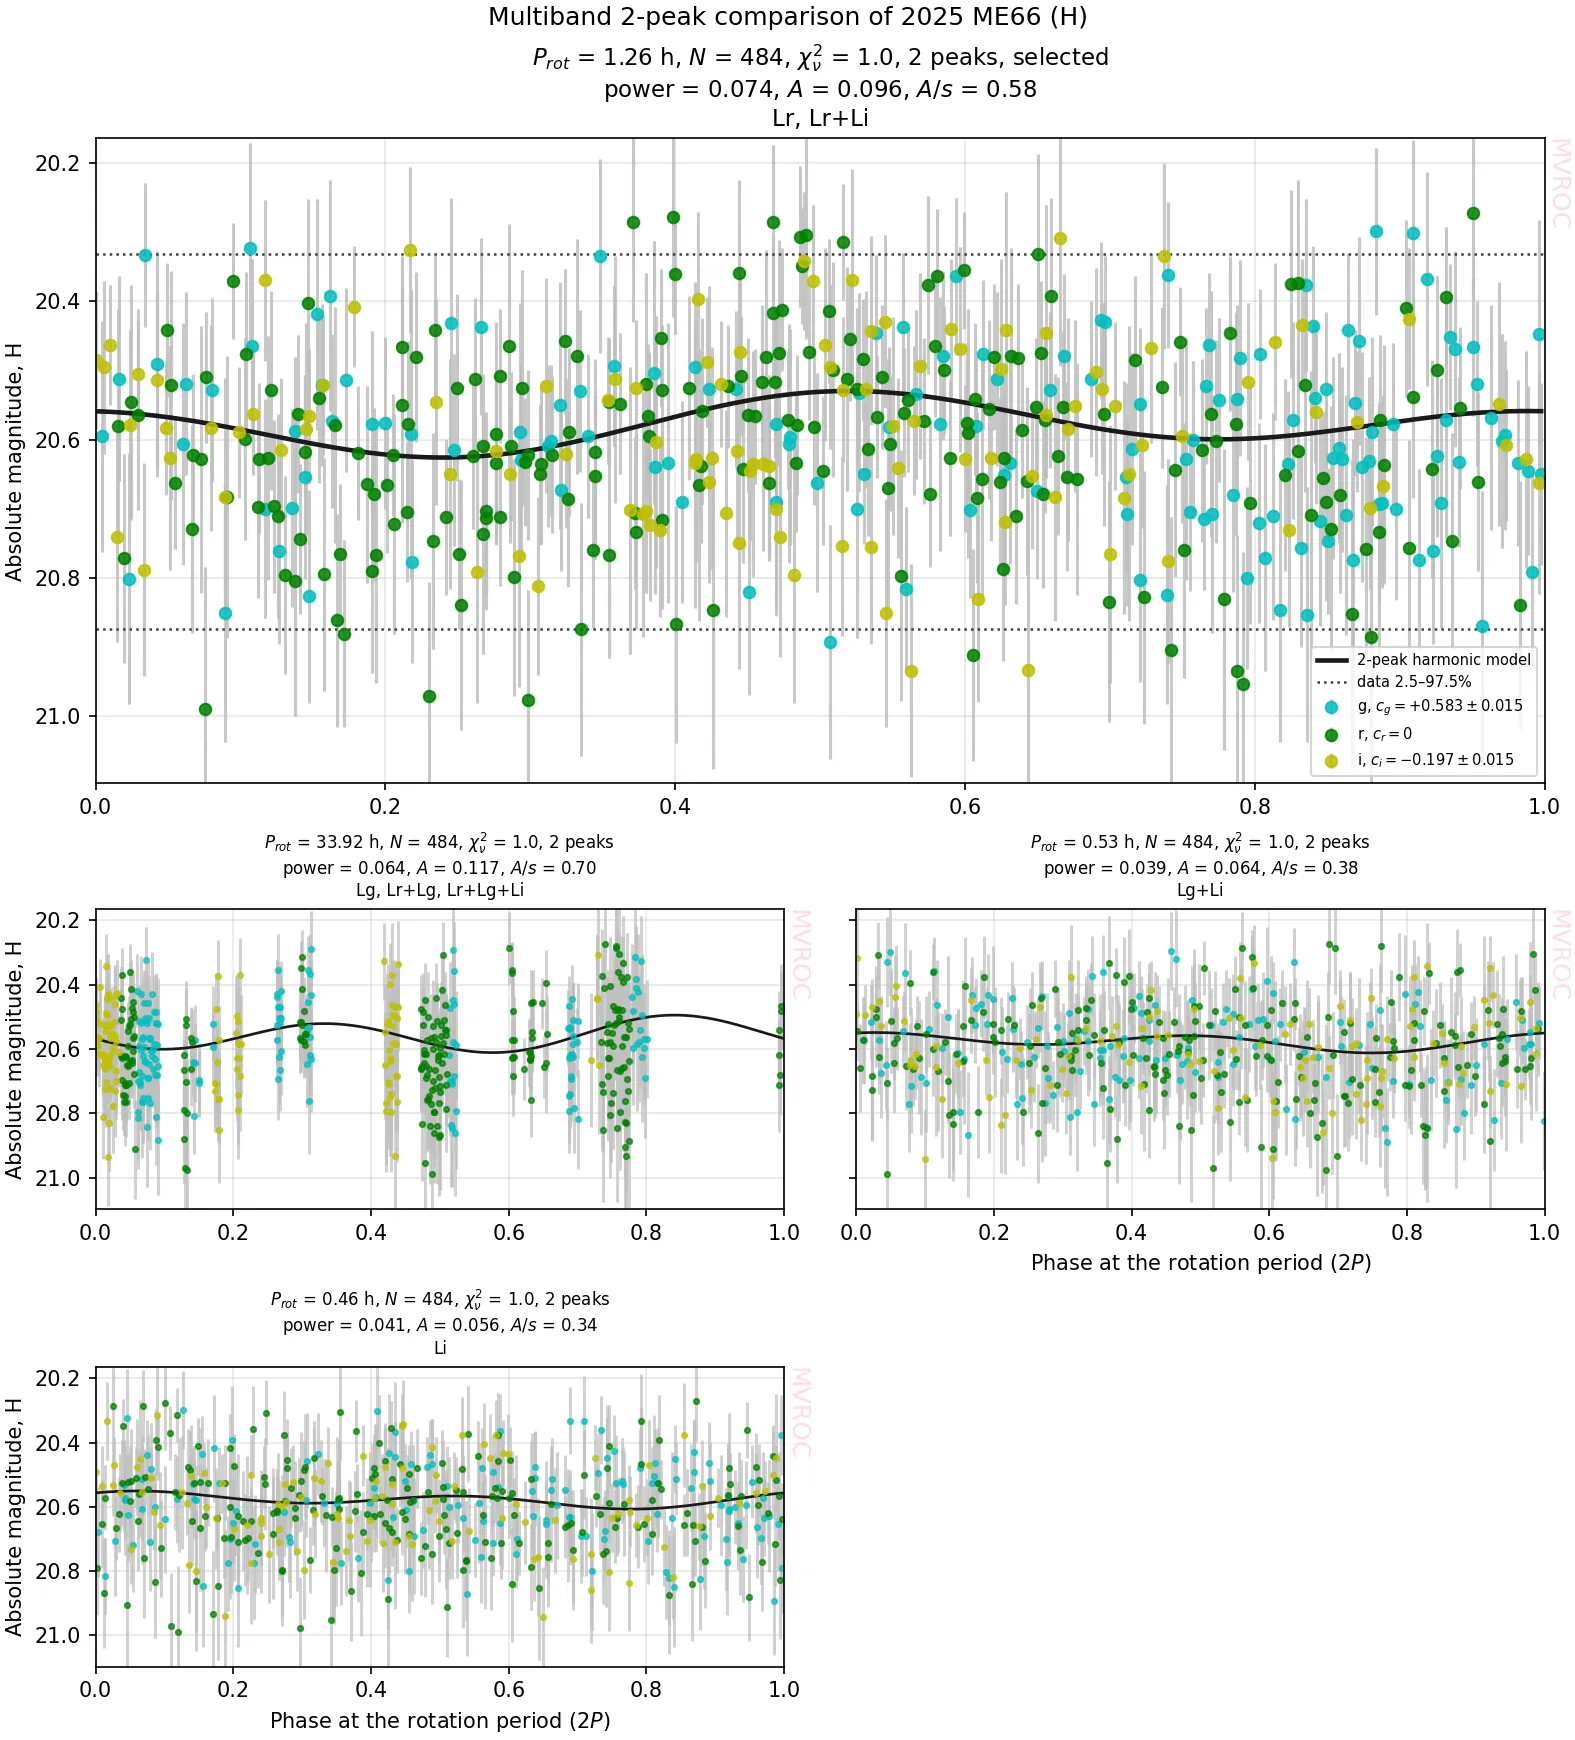 Multiband 2-peak comparison of 2025 ME66 (H)
P_rot = 1.26 h, N = 484, χ²_ν = 1.0, 2 peaks, selected
power = 0.074, A = 0.096, A/s = 0.58
Lr, Lr+Li
MVROC
Absolute magnitude, H
20.2
20.4
20.6
20.8
21.0
2-peak harmonic model
data 2.5–97.5%
g, c_g = +0.583 ± 0.015
r, c_r = 0
i, c_i = −0.197 ± 0.015
0.0 0.2 0.4 0.6 0.8 1.0
P_rot = 33.92 h, N = 484, χ²_ν = 1.0, 2 peaks
power = 0.064, A = 0.117, A/s = 0.70
Lg, Lr+Lg, Lr+Lg+Li
MVROC
Absolute magnitude, H
20.2
20.4
20.6
20.8
21.0
0.0 0.2 0.4 0.6 0.8 1.0
P_rot = 0.53 h, N = 484, χ²_ν = 1.0, 2 peaks
power = 0.039, A = 0.064, A/s = 0.38
Lg+Li
MVROC
0.0 0.2 0.4 0.6 0.8 1.0
Phase at the rotation period (2P)
P_rot = 0.46 h, N = 484, χ²_ν = 1.0, 2 peaks
power = 0.041, A = 0.056, A/s = 0.34
Li
MVROC
Absolute magnitude, H
20.2
20.4
20.6
20.8
21.0
0.0 0.2 0.4 0.6 0.8 1.0
Phase at the rotation period (2P)